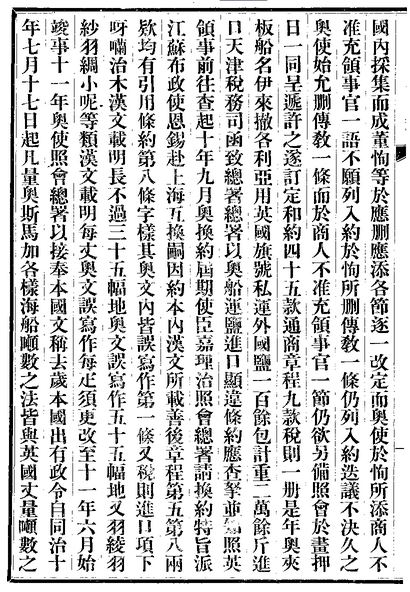 國內採集而成董恂等於應刪應添各節逐一改定而奧使於恂所添商人不
准充領事官一語不願列入約於恂所刪傳敎一條仍列入約迭議不決久之
奧使始允刪傳敎一條而於商人不准充領事官一節仍欲另備照會於畫押
日一同呈遞許之遂訂定和約四十五款通商章程九款稅則一册是年奧夾
板船名伊來撤各利亞用英國旗號私運外國鹽一百餘包計重二萬餘斤進
口天津稅務司函致總署總署以奧船運鹽進口顯違條約應查拏並照英
領事前往查起十年九月奧換約屆期使臣嘉理治照會總署請換約特旨派
江蘇布政使恩錫赴上海互換嗣因約本內漢文所載善後章程第五第八兩
欵均有引用條約第八條字樣其奧文內皆誤寫作第一條又稅則進口項下
呀囒治木漢文載明長不過三十五幅地奧文誤寫作五十五幅地又羽綾羽
紗羽綢小呢等類漢文載明每丈奧文誤寫作每疋須更改至十一年六月始
竣事十一年奧使照會總署以接奉本國文稱去歲本國出有政令自同治十
年七月十七日起凡量奧斯馬加各樣海船噸數之法皆與英國丈量噸數之